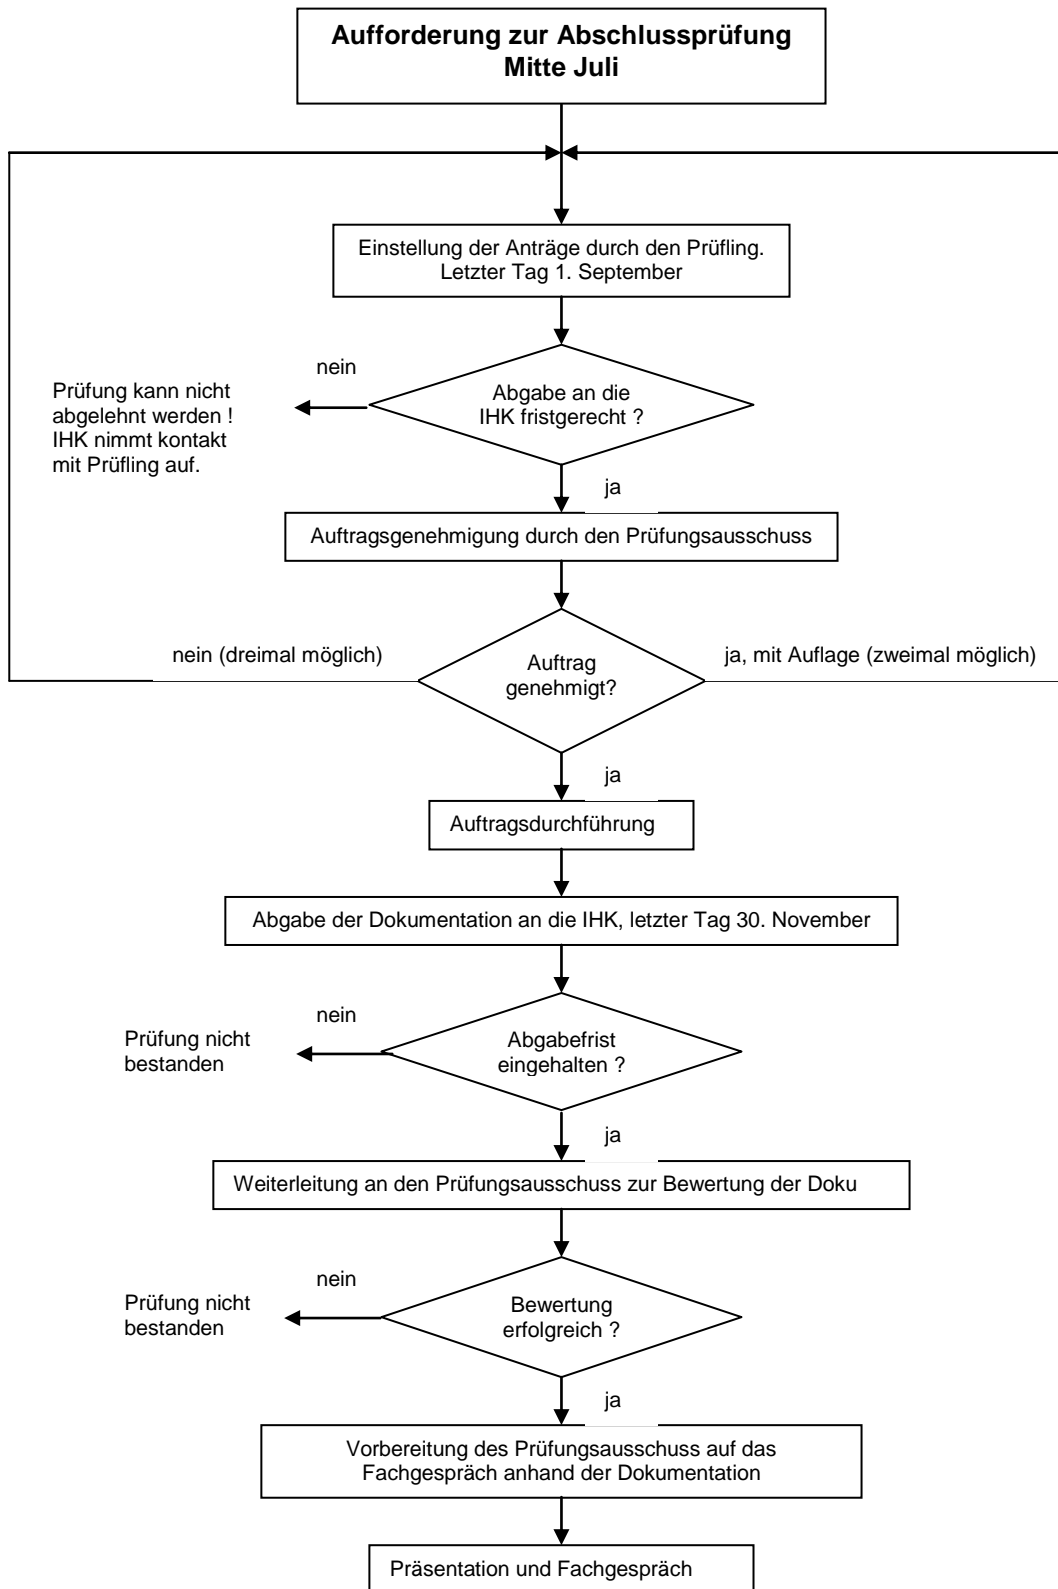 Aufforderung zur Abschlussprüfung
Mitte Juli
Einstellung der Anträge durch den Prüfling.
Letzter Tag 1. September
nein
Prüfung kann nicht
abgelehnt werden !
IHK nimmt kontakt
mit Prüfling auf.
Abgabe an die
IHK fristgerecht ?
ja
Auftragsgenehmigung durch den Prüfungsausschuss
nein (dreimal möglich)
Auftrag
genehmigt?
ja, mit Auflage (zweimal möglich)
ja
Auftragsdurchführung
Abgabe der Dokumentation an die IHK, letzter Tag 30. November
nein
Prüfung nicht
bestanden
Abgabefrist
eingehalten ?
ja
Weiterleitung an den Prüfungsausschuss zur Bewertung der Doku
nein
Prüfung nicht
bestanden
Bewertung
erfolgreich ?
ja
Vorbereitung des Prüfungsausschuss auf das
Fachgespräch anhand der Dokumentation
Präsentation und Fachgespräch